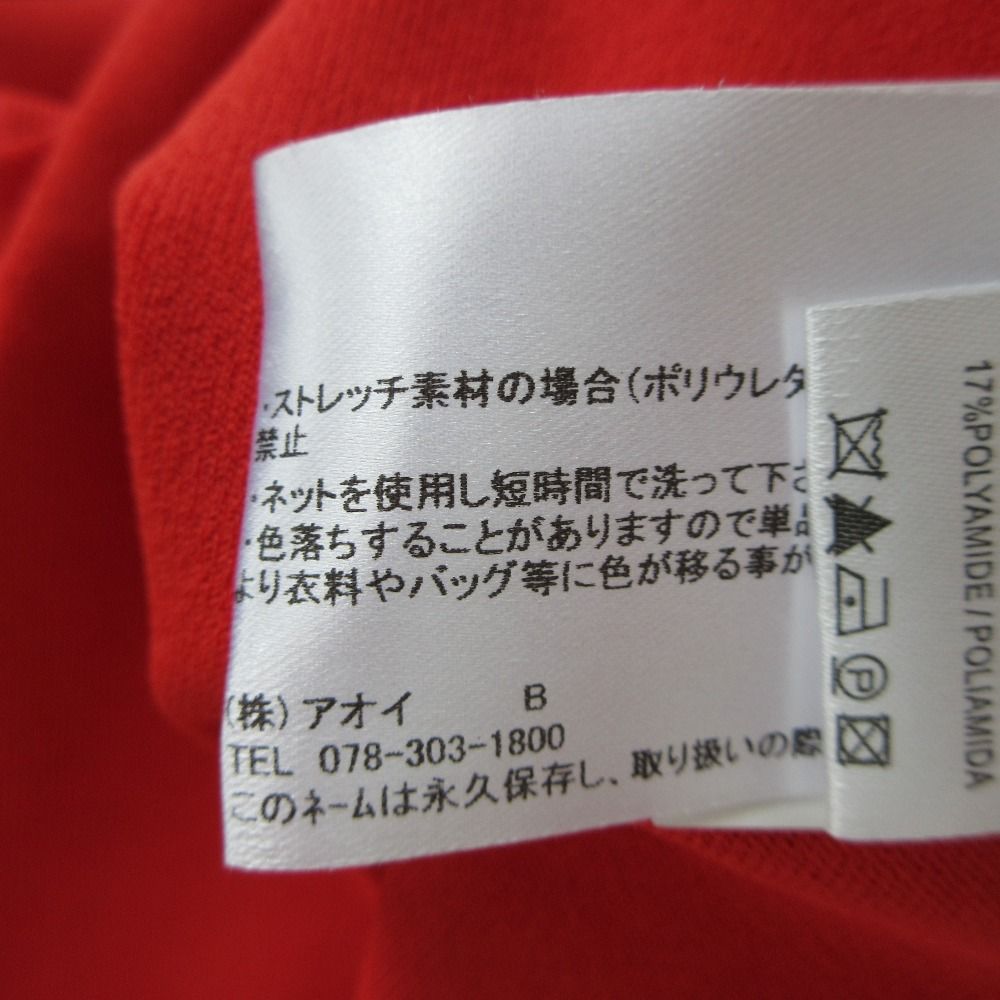 ・ストレッチ素材の場合(ポリウレタ
禁止
・ネットを使用し短時間で洗って下さ
・色落ちすることがありますので単品
より衣料やバッグ等に色が移る事が
(株)アオイ B
TEL 078-303-1800
このネームは永久保存し、取り扱いの際
17%POLYAMIDE/POLIAMIDA